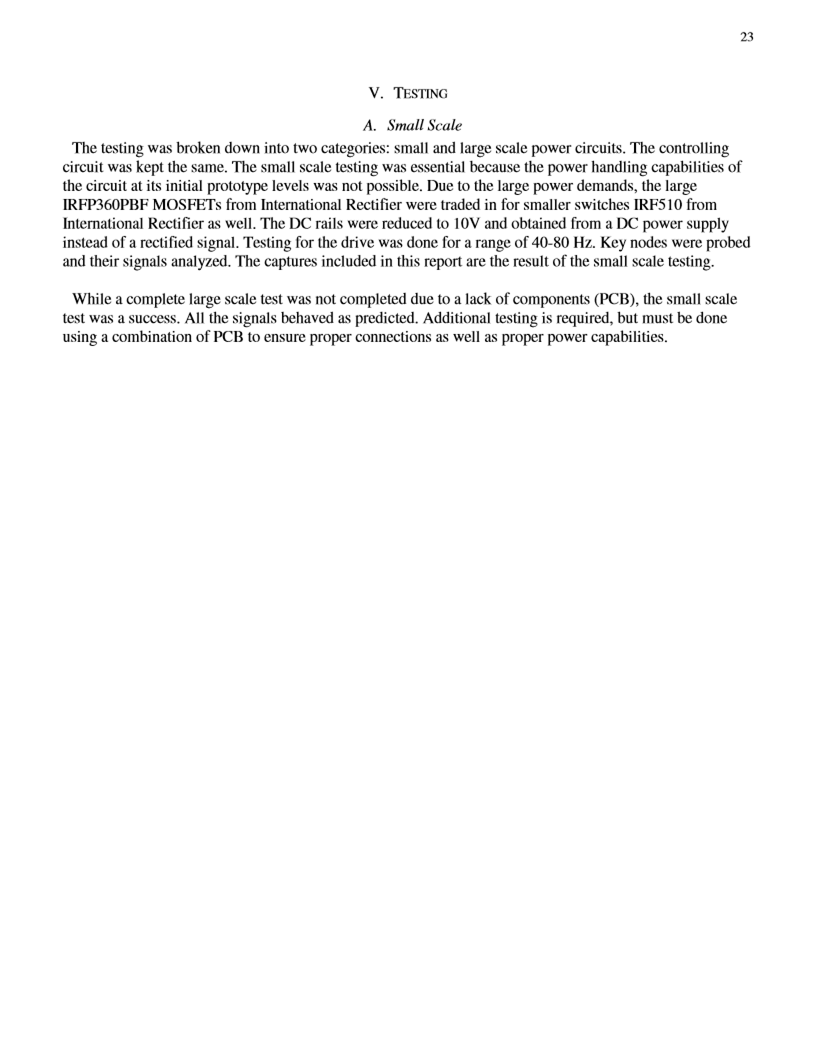 23
V. TESTING
A. Small Scale
The testing was broken down into two categories: small and large scale power circuits. The controlling
circuit was kept the same. The small scale testing was essential because the power handling capabilities of
the circuit at its initial prototype levels was not possible. Due to the large power demands, the large
IRFP360PBF MOSFETs from International Rectifier were traded in for smaller switches IRF510 from
International Rectifier as well. The DC rails were reduced to 10V and obtained from a DC power supply
instead of a rectified signal. Testing for the drive was done for a range of 40-80 Hz. Key nodes were probed
and their signals analyzed. The captures included in this report are the result of the small scale testing.
While a complete large scale test was not completed due to a lack of components (PCB), the small scale
test was a success. All the signals behaved as predicted. Additional testing is required, but must be done
using a combination of PCB to ensure proper connections as well as proper power capabilities.